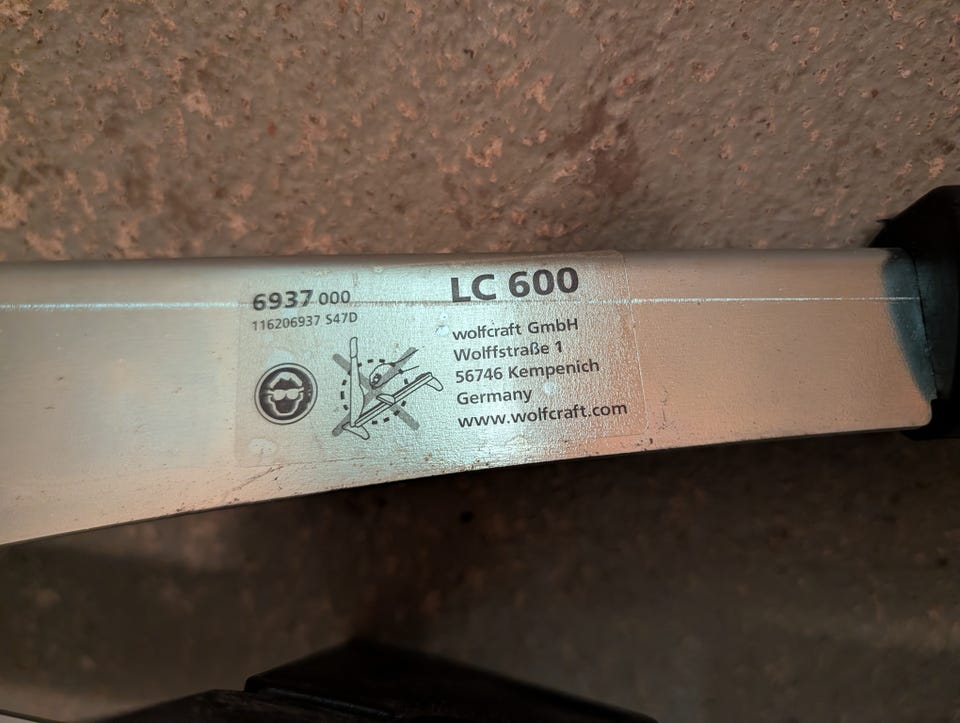 6937 000
116206937 S47D
LC 600
wolfcraft GmbH
Wolffstraße 1
56746 Kempenich
Germany
www.wolfcraft.com